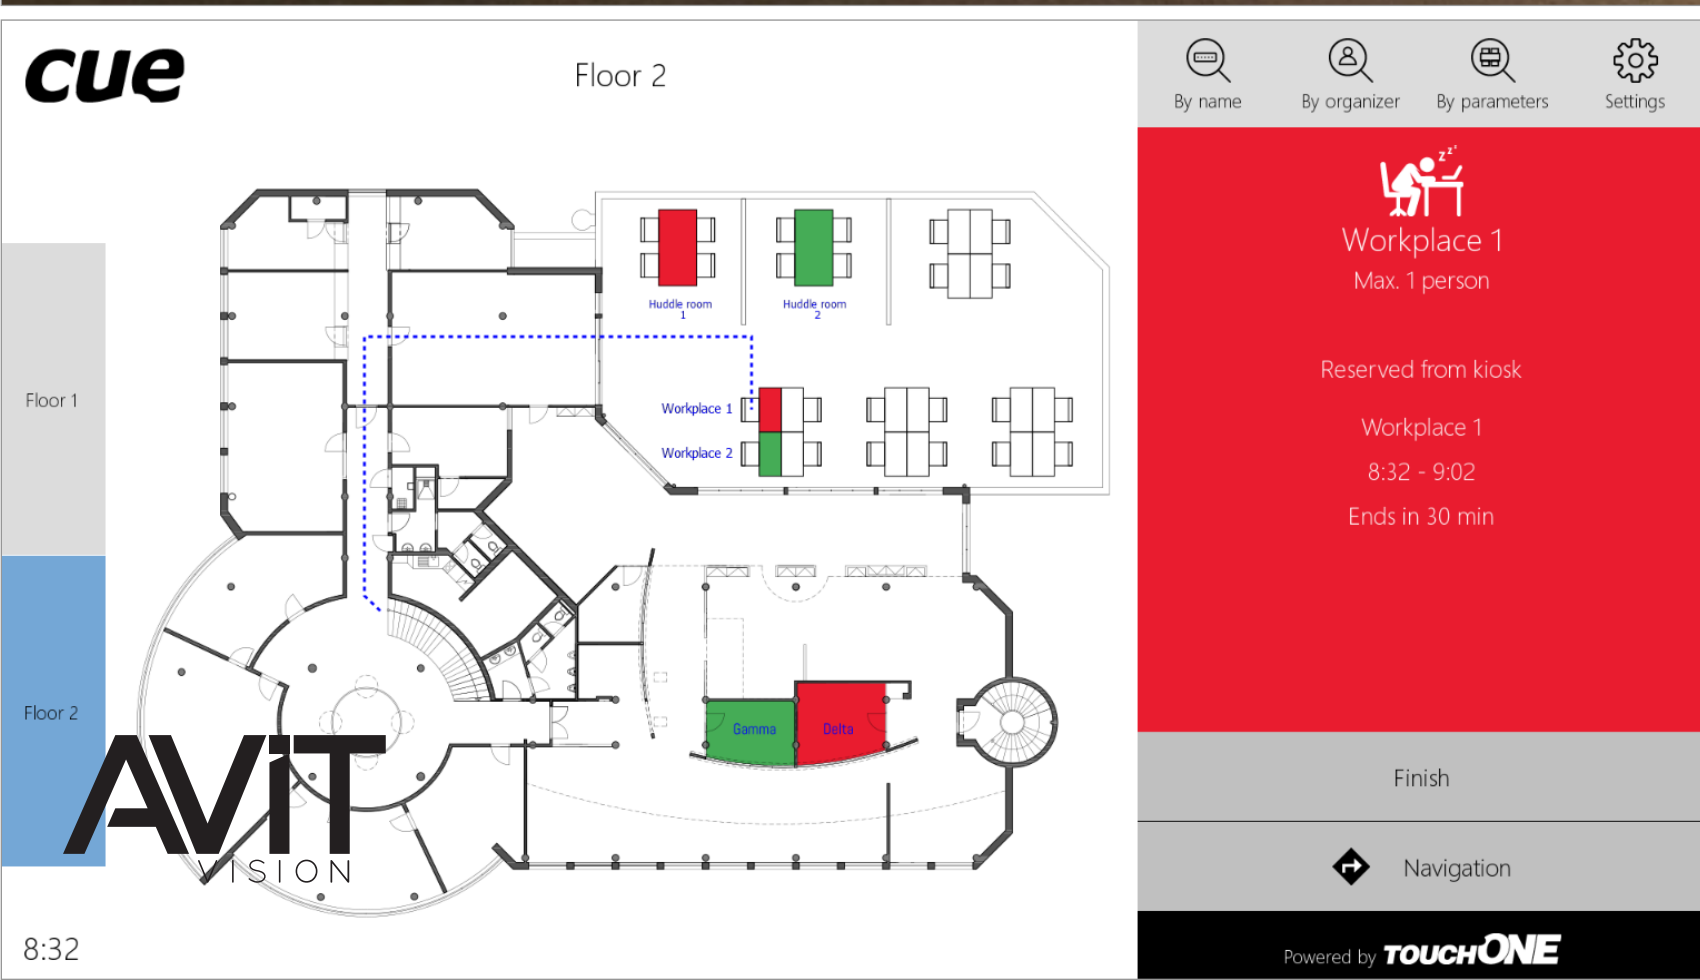 cue
Floor 2
By name
By organizer
By parameters
Settings
zzz
Workplace 1
Max. 1 person
Huddle room
1
Huddle room
2
Reserved from kiosk
Floor 1
Workplace 1
Workplace 2
Workplace 1
8:32 - 9:02
Ends in 30 min
Floor 2
Gamma
Delta
AViT
VISION
Finish
Navigation
8:32
Powered by TOUCHONE